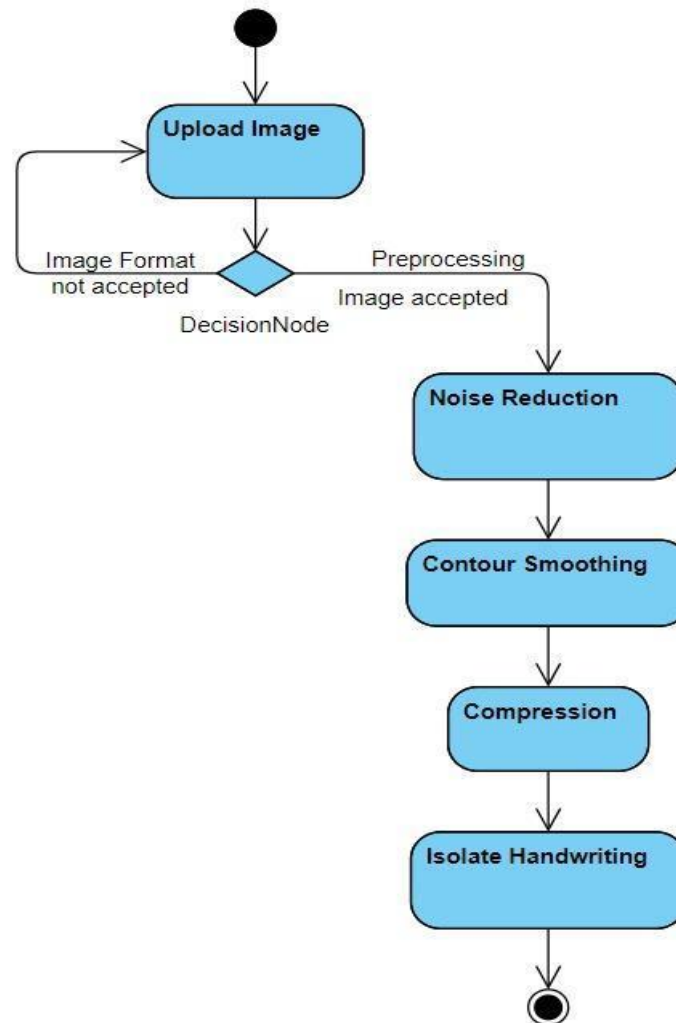 Upload Image
Image Format
not accepted
Preprocessing
Image accepted
DecisionNode
Noise Reduction
Contour Smoothing
Compression
Isolate Handwriting